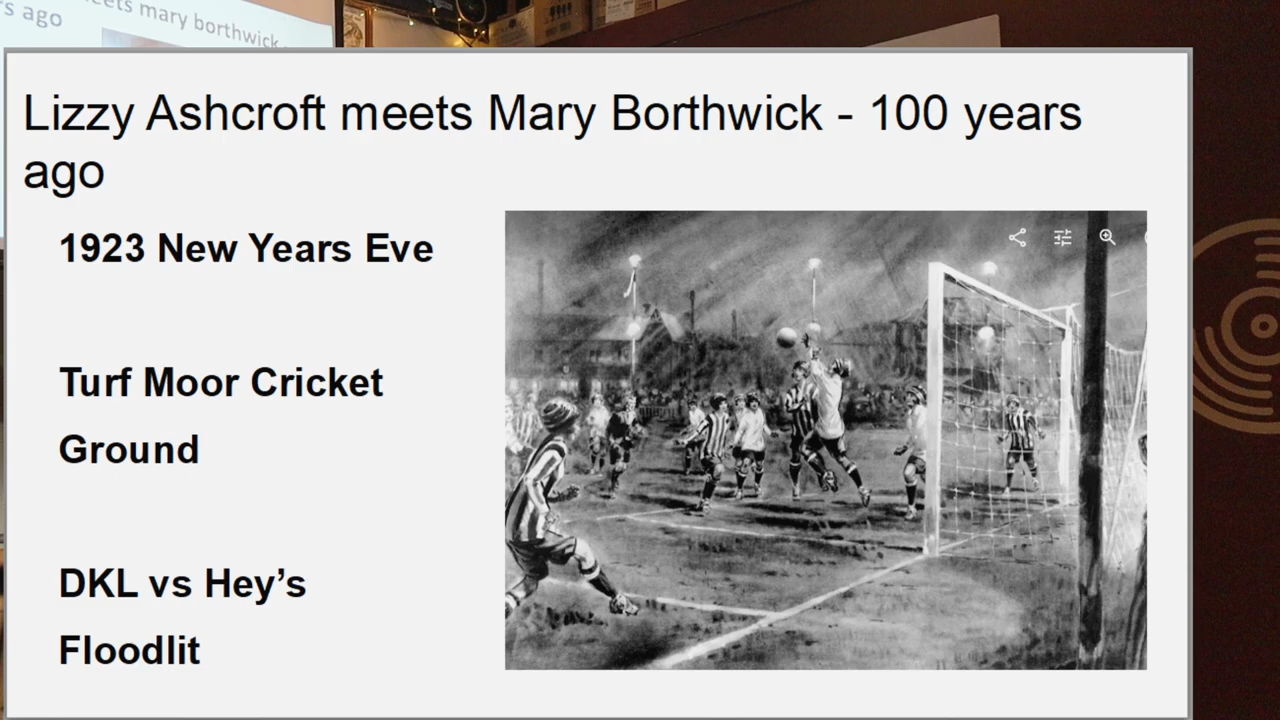 rs ago
eets mary borthwick
Lizzy Ashcroft meets Mary Borthwick - 100 years
ago
1923 New Years Eve
Turf Moor Cricket
Ground
DKL vs Hey’s
Floodlit